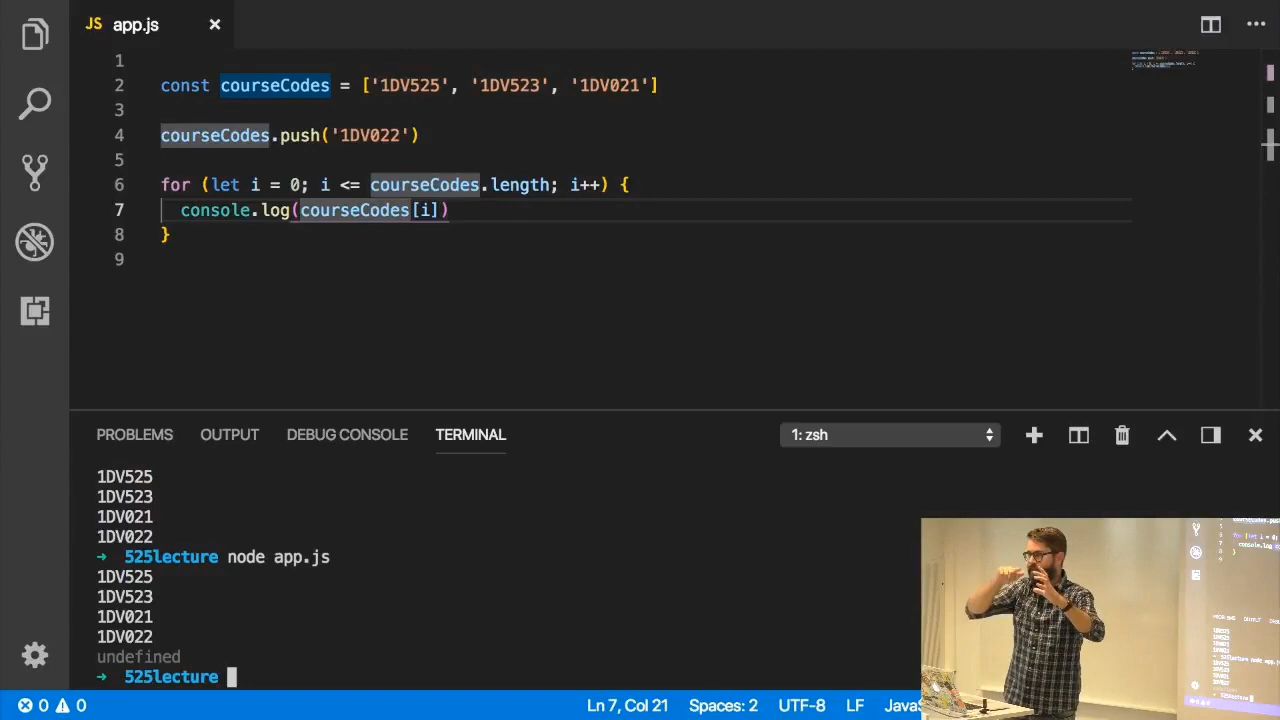 JS app.js
1
2 const courseCodes = ['1DV525', '1DV523', '1DV021']
3
4 courseCodes.push('1DV022')
5
6 for (let i = 0; i <= courseCodes.length; i++) {
7 console.log(courseCodes[i])
8 }
9
PROBLEMS OUTPUT DEBUG CONSOLE TERMINAL 1: zsh
1DV525
1DV523
1DV021
1DV022
→ 525lecture node app.js
1DV525
1DV523
1DV021
1DV022
undefined
→ 525lecture
0 0 Ln 7, Col 21 Spaces: 2 UTF-8 LF JavaS